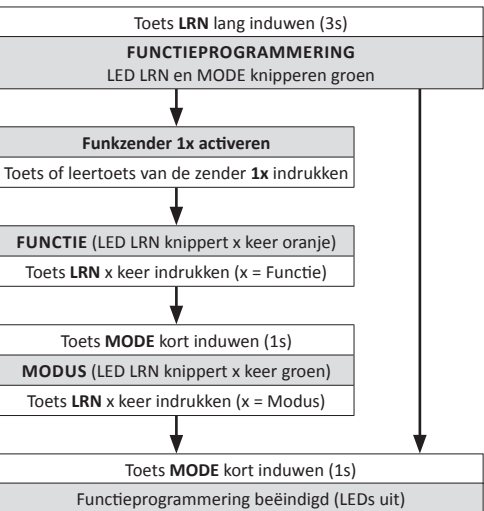 Toets LRN lang induwen (3s)
FUNCTIEPROGRAMMERING
LED LRN en MODE knipperen groen
Funkzender 1x activeren
Toets of leertoets van de zender 1x indrukken
FUNCTIE (LED LRN knippert x keer oranje)
Toets LRN x keer indrukken (x = Functie)
Toets MODE kort induwen (1s)
MODUS (LED LRN knippert x keer groen)
Toets LRN x keer indrukken (x = Modus)
Toets MODE kort induwen (1s)
Functieprogrammering beëindigd (LEDs uit)